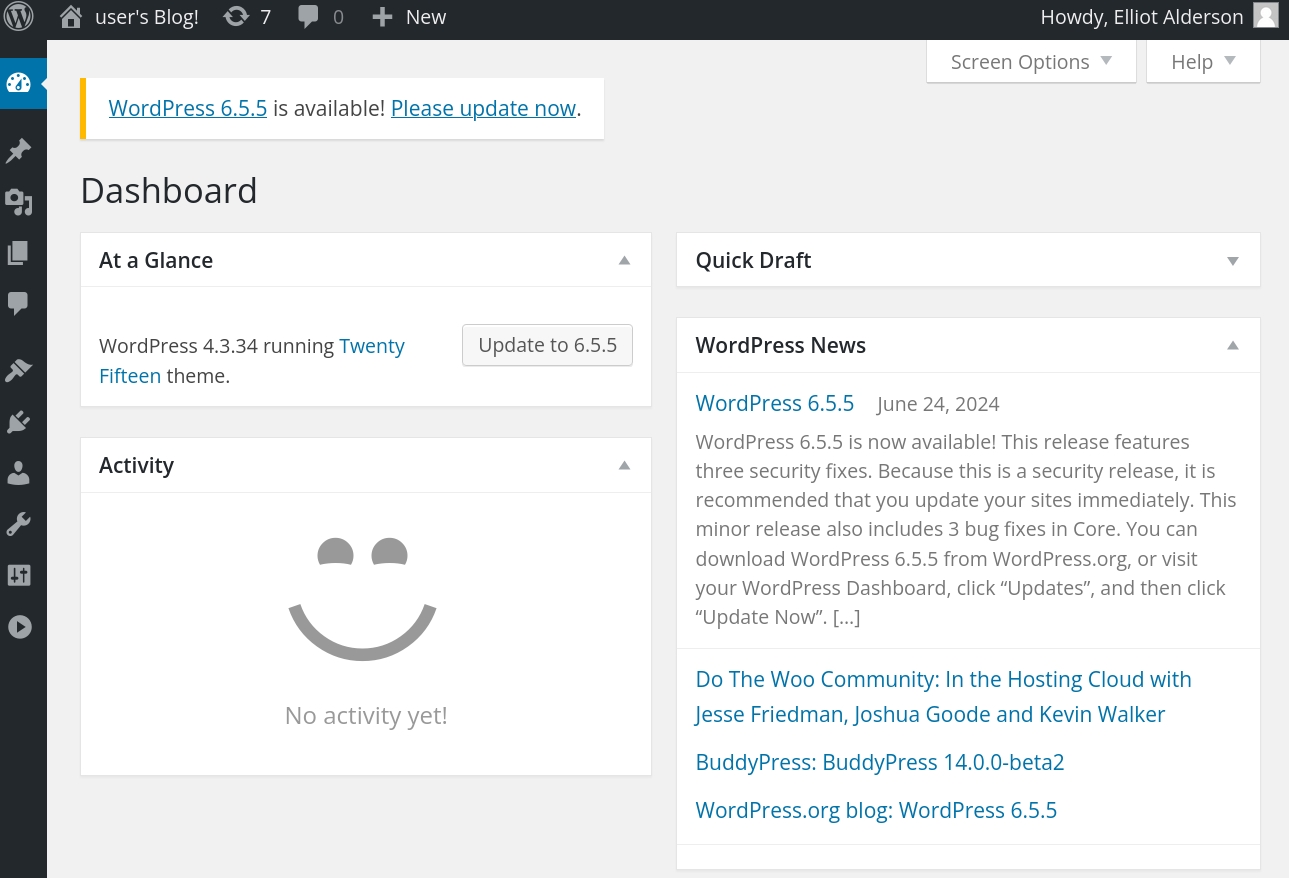 user's Blog! 7 0 New Howdy, Elliot Alderson
Screen Options Help
WordPress 6.5.5 is available! Please update now.
Dashboard
At a Glance
WordPress 4.3.34 running Twenty
Fifteen theme.
Update to 6.5.5
Activity
No activity yet!
Quick Draft
WordPress News
WordPress 6.5.5 June 24, 2024
WordPress 6.5.5 is now available! This release features
three security fixes. Because this is a security release, it is
recommended that you update your sites immediately. This
minor release also includes 3 bug fixes in Core. You can
download WordPress 6.5.5 from WordPress.org, or visit
your WordPress Dashboard, click “Updates”, and then click
“Update Now”. […]
Do The Woo Community: In the Hosting Cloud with
Jesse Friedman, Joshua Goode and Kevin Walker
BuddyPress: BuddyPress 14.0.0-beta2
WordPress.org blog: WordPress 6.5.5